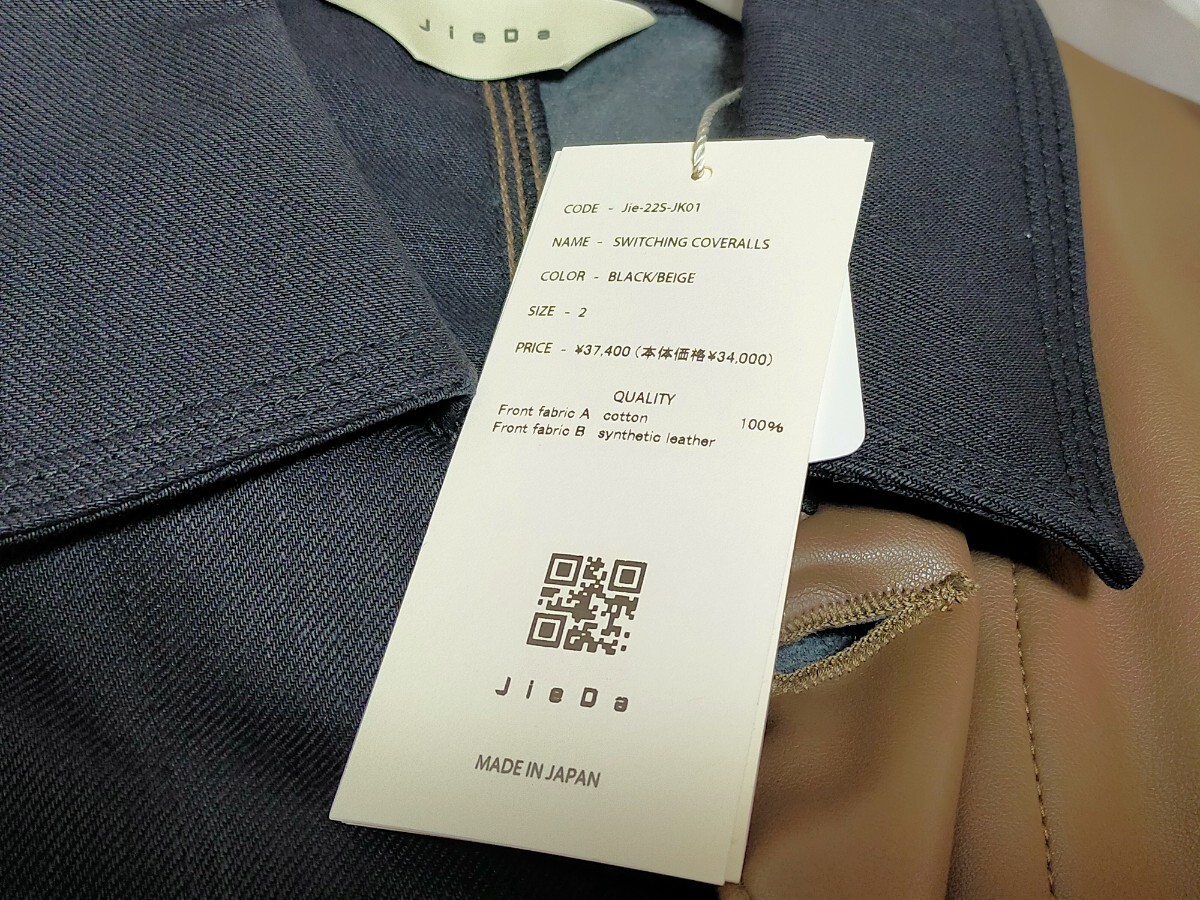 JieDa
CODE - Jie-22S-JK01
NAME - SWITCHING COVERALLS
COLOR - BLACK/BEIGE
SIZE - 2
PRICE - ¥37,400 (本体価格¥34,000)
QUALITY
Front fabric A cotton 100%
Front fabric B synthetic leather
JieDa
MADE IN JAPAN